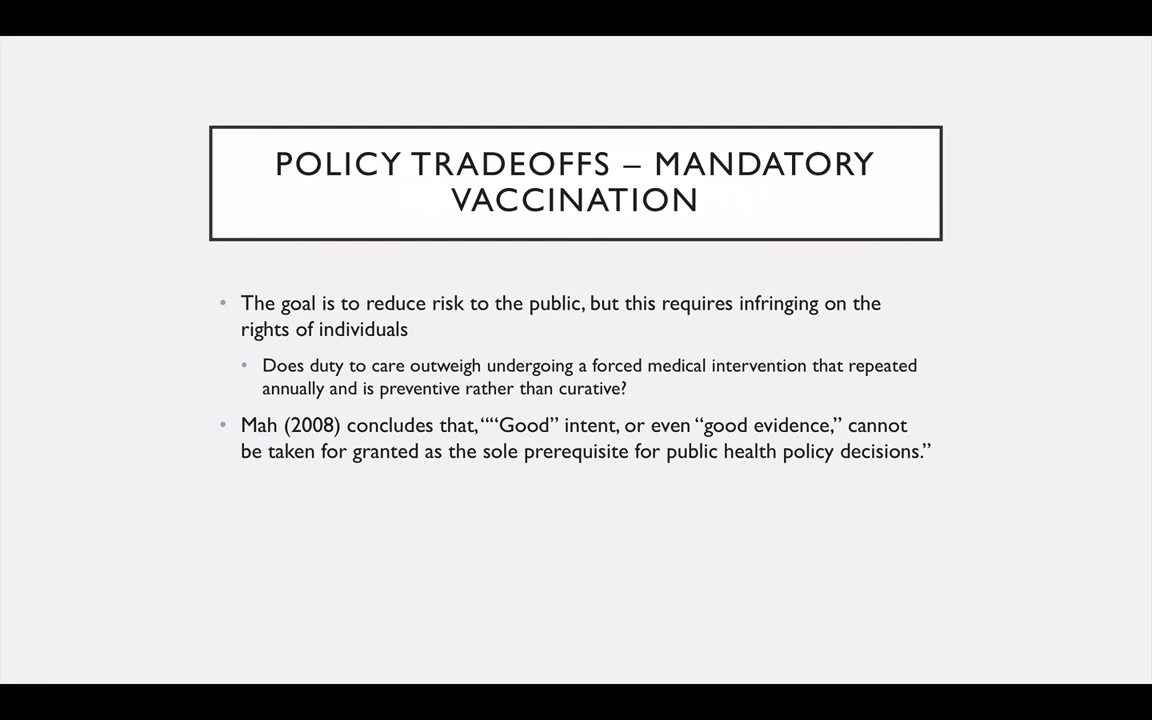 POLICY TRADEOFFS – MANDATORY
VACCINATION
• The goal is to reduce risk to the public, but this requires infringing on the
rights of individuals
• Does duty to care outweigh undergoing a forced medical intervention that repeated
annually and is preventive rather than curative?
• Mah (2008) concludes that, ““Good” intent, or even “good evidence,” cannot
be taken for granted as the sole prerequisite for public health policy decisions.”